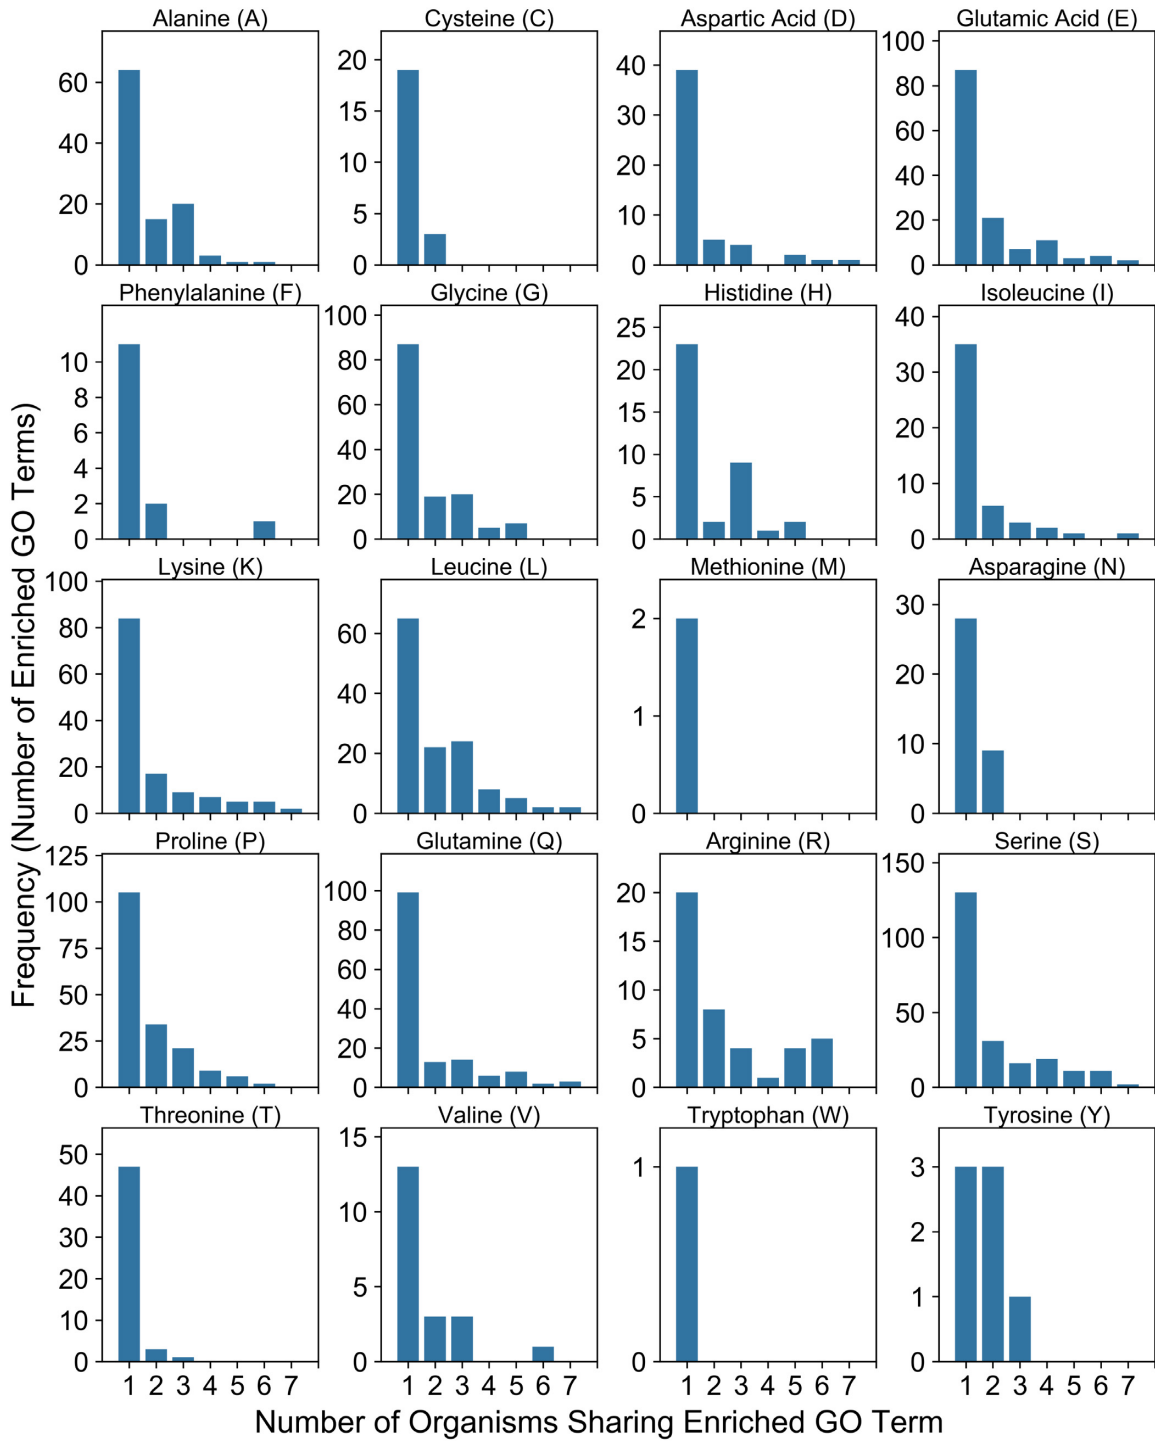 Alanine (A) Cysteine (C) Aspartic Acid (D) Glutamic Acid (E)
60 40 20 0
20 15 10 5 0
40 30 20 10 0
100 80 60 40 20 0
Phenylalanine (F) Glycine (G) Histidine (H) Isoleucine (I)
10 8 6 4 2 0
100 80 60 40 20 0
25 20 15 10 5 0
40 30 20 10 0
Lysine (K) Leucine (L) Methionine (M) Asparagine (N)
100 80 60 40 20 0
60 40 20 0
2 1 0
30 20 10 0
Proline (P) Glutamine (Q) Arginine (R) Serine (S)
125 100 75 50 25 0
100 80 60 40 20 0
20 15 10 5 0
150 100 50 0
Threonine (T) Valine (V) Tryptophan (W) Tyrosine (Y)
50 40 30 20 10 0
15 10 5 0
1 0
3 2 1 0
1 2 3 4 5 6 7 1 2 3 4 5 6 7 1 2 3 4 5 6 7 1 2 3 4 5 6 7
Frequency (Number of Enriched GO Terms)
Number of Organisms Sharing Enriched GO Term